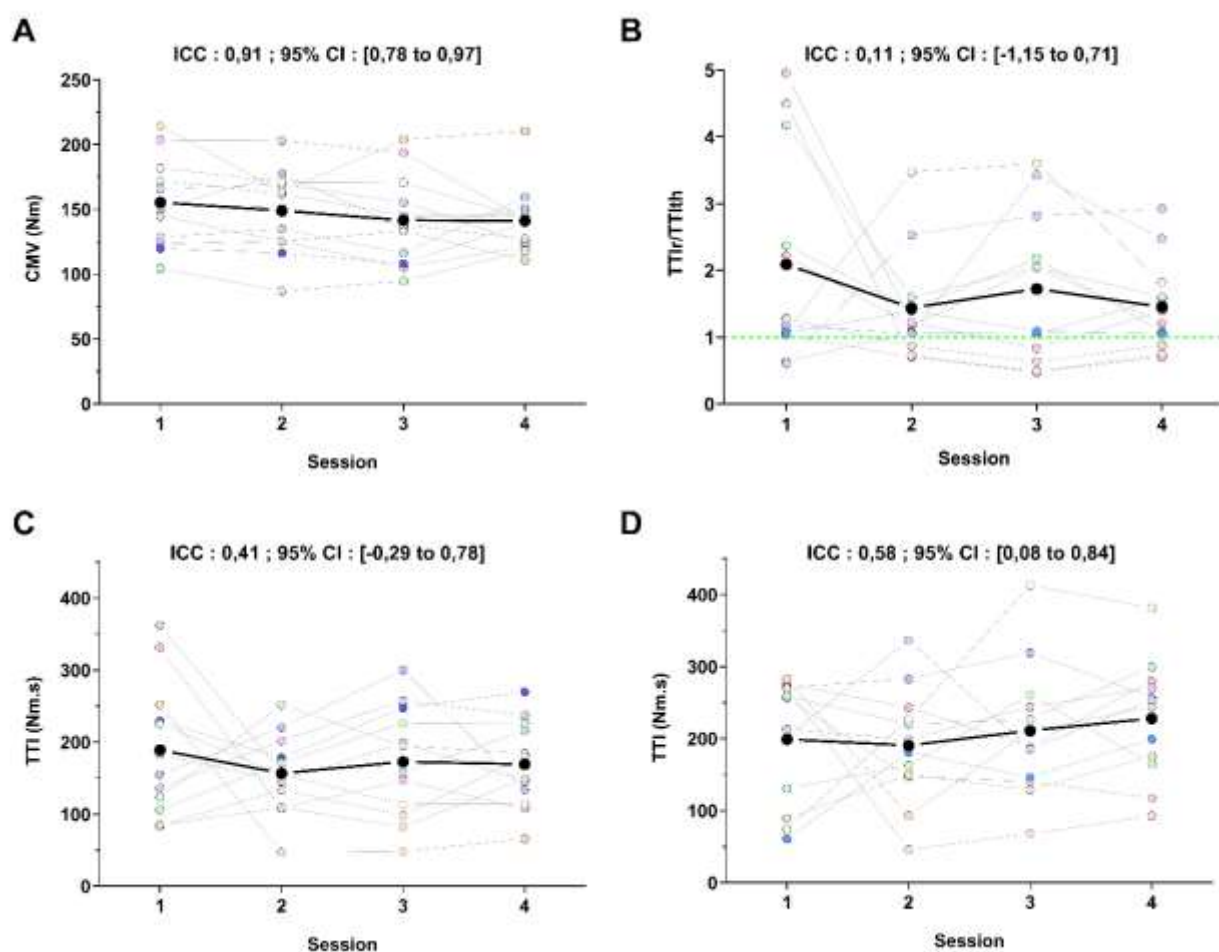 A
ICC : 0,91 ; 95% CI : [0,78 to 0,97]
CMV (Nm)
250
200
150
100
50
0
1 2 3 4
Session
B
ICC : 0,11 ; 95% CI : [-1,15 to 0,71]
TTIr/TTIth
5
4
3
2
1
0
1 2 3 4
Session
C
ICC : 0,41 ; 95% CI : [-0,29 to 0,78]
TTI (Nm.s)
400
300
200
100
0
1 2 3 4
Session
D
ICC : 0,58 ; 95% CI : [0,08 to 0,84]
TTI (Nm.s)
400
300
200
100
0
1 2 3 4
Session